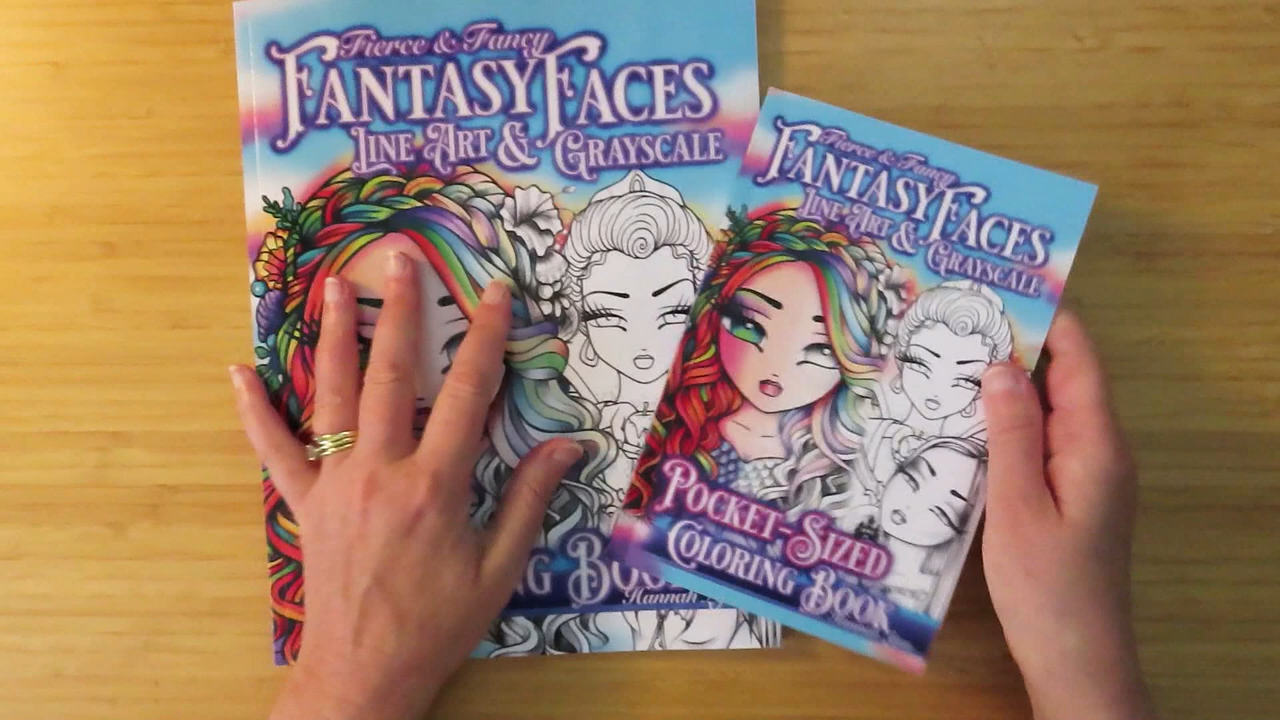 Fierce & Fancy
FANTASY FACES
LINE ART & GRAYSCALE
BOO
Hannah
Fierce & Fancy
FANTASY FACES
LINE ART & GRAYSCALE
POCKET-SIZED
COLORING BOOK